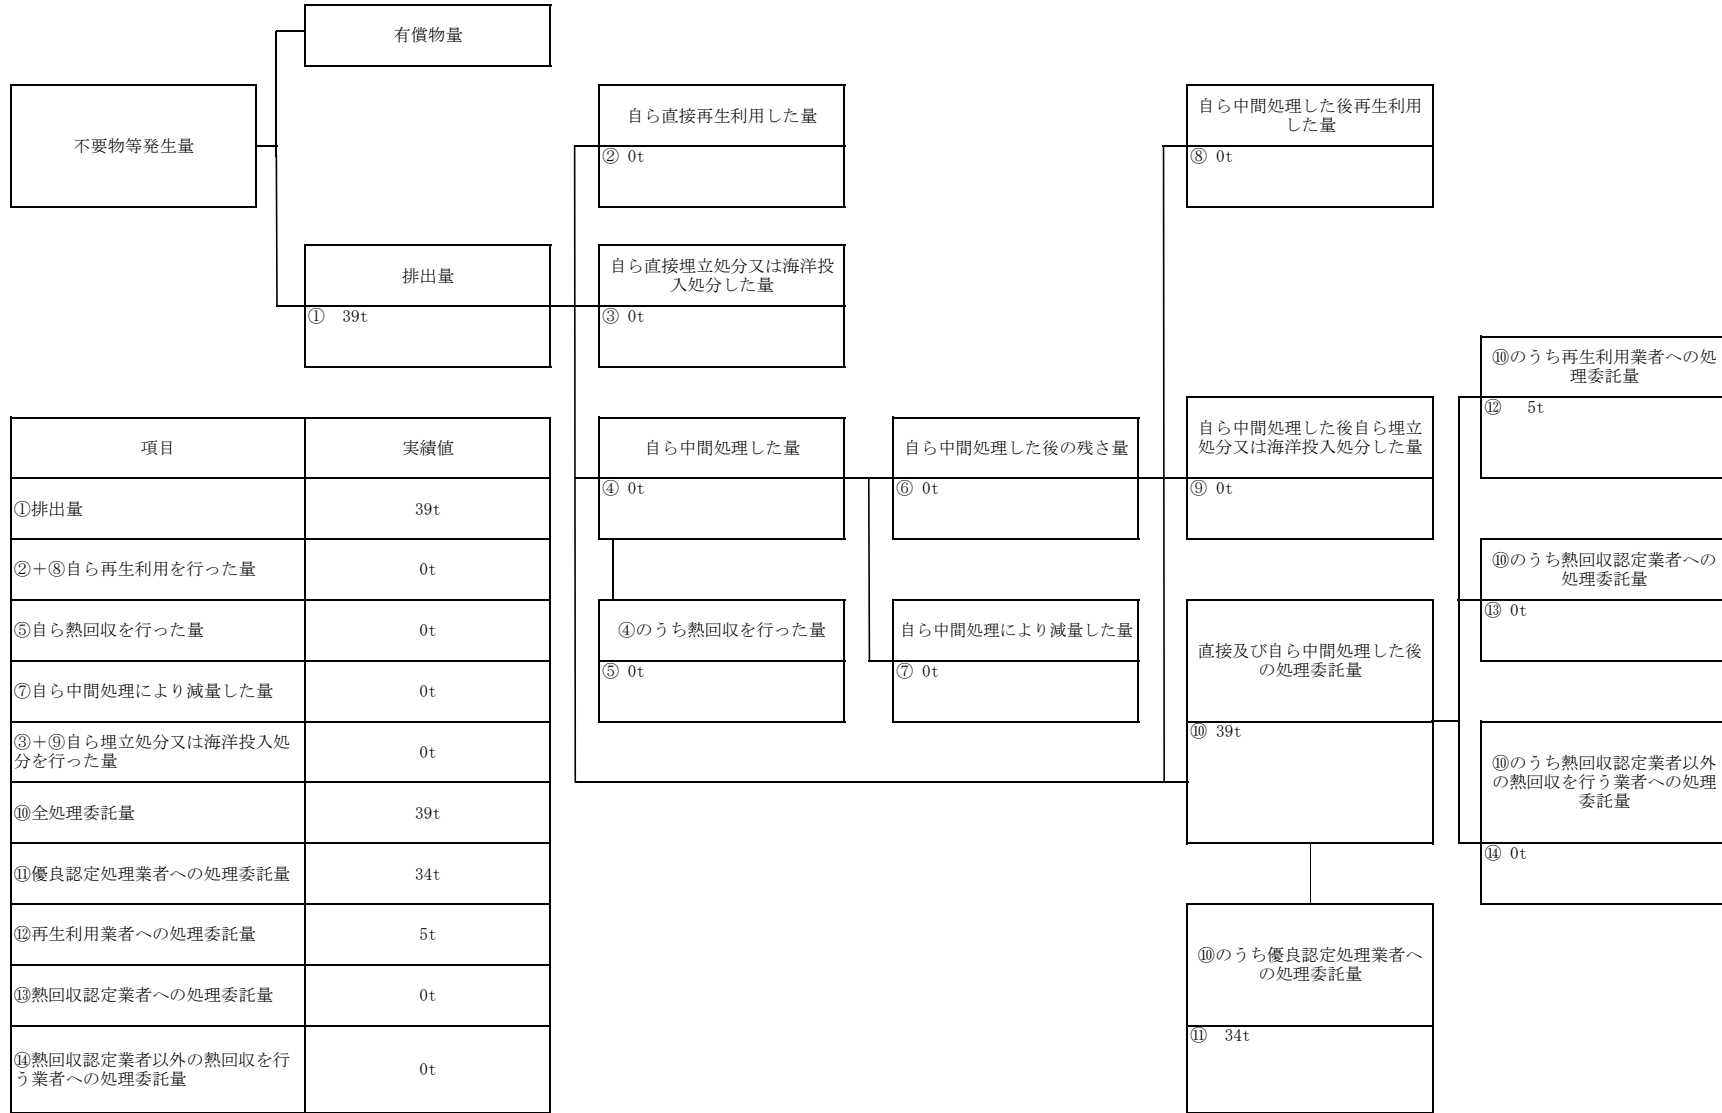 有償物量
不要物等発生量
自ら直接再生利用した量
② 0t
自ら中間処理した後再生利用
した量
⑧ 0t
排出量
① 39t
自ら直接埋立処分又は海洋投
入処分した量
③ 0t
⑩のうち再生利用業者への処
理委託量
⑫ 5t
自ら中間処理した量
④ 0t
自ら中間処理した後の残さ量
⑥ 0t
自ら中間処理した後自ら埋立
処分又は海洋投入処分した量
⑨ 0t
⑩のうち熱回収認定業者への
処理委託量
⑬ 0t
④のうち熱回収を行った量
⑤ 0t
自ら中間処理により減量した量
⑦ 0t
直接及び自ら中間処理した後
の処理委託量
⑩ 39t
⑩のうち熱回収認定業者以外
の熱回収を行う業者への処理
委託量
⑭ 0t
⑩のうち優良認定処理業者へ
の処理委託量
⑪ 34t
項目 実績値
①排出量 39t
②+⑧自ら再生利用を行った量 0t
⑤自ら熱回収を行った量 0t
⑦自ら中間処理により減量した量 0t
③+⑨自ら埋立処分又は海洋投入処
分を行った量 0t
⑩全処理委託量 39t
⑪優良認定処理業者への処理委託量 34t
⑫再生利用業者への処理委託量 5t
⑬熱回収認定業者への処理委託量 0t
⑭熱回収認定業者以外の熱回収を行
う業者への処理委託量 0t